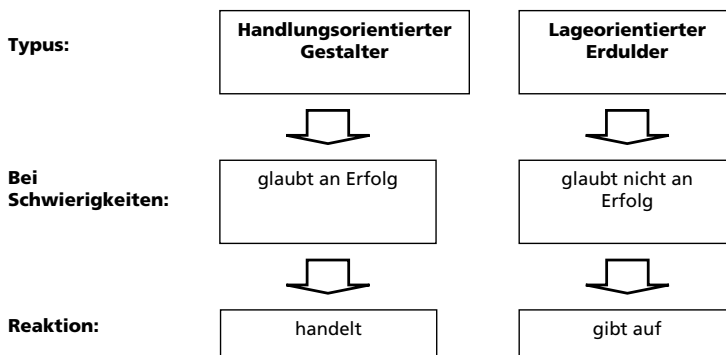 Typus:
Handlungsorientierter
Gestalter
Lageorientierter
Erdulder
Bei
Schwierigkeiten:
glaubt an Erfolg
glaubt nicht an
Erfolg
Reaktion:
handelt
gibt auf